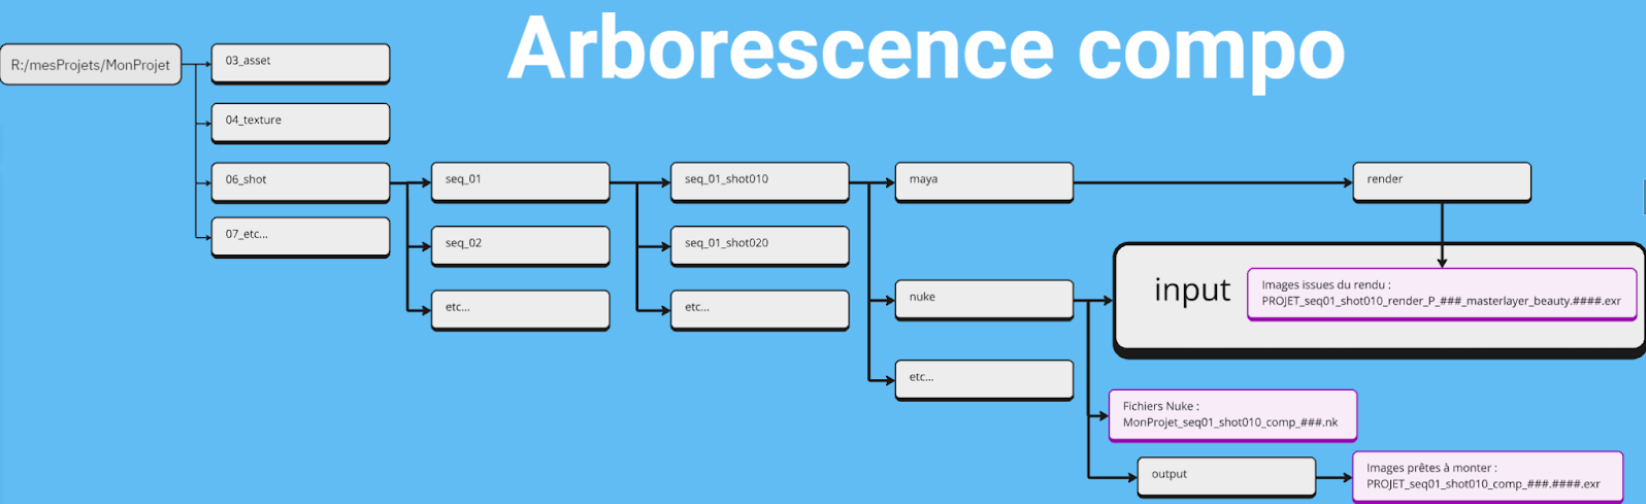 Arborescence compo
R:/mesProjets/MonProjet
03_asset
04_texture
06_shot
07_etc...
seq_01
seq_02
etc...
seq_01_shot010
seq_01_shot020
etc...
maya
nuke
etc...
render
input
Images issues du rendu :
PROJET_seq01_shot010_render_P_###_masterlayer_beauty.####.exr
Fichiers Nuke :
MonProjet_seq01_shot010_comp_###.nk
output
Images prêtes à monter :
PROJET_seq01_shot010_comp_###.####.exr